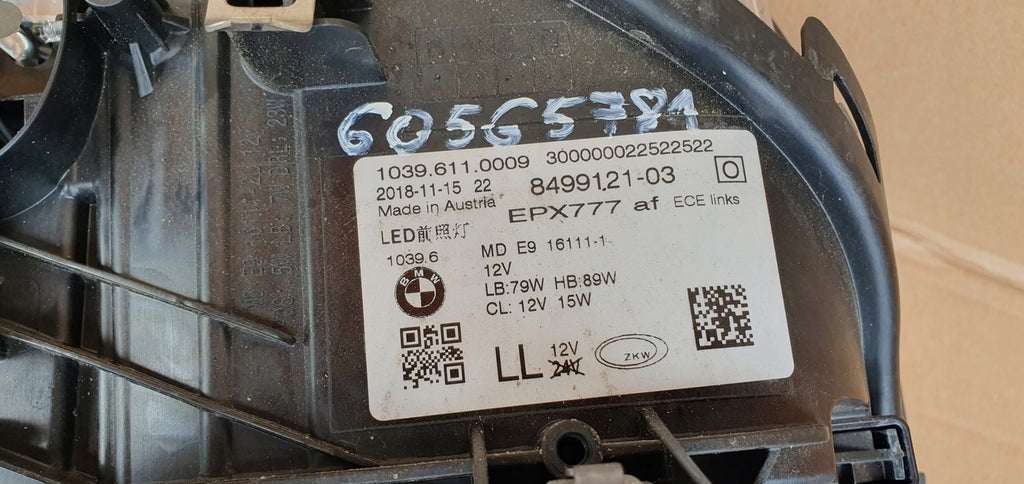 60565781
1039.611.0009 300000022522522
2018-11-15 22 8499121-03 O
Made in Austria EPX777 af ECE links
LED前照灯
1039.6 MD E9 16111-1
BMW 12V
LB:79W HB:89W
CL: 12V 15W
LL 12V ZKW
24V